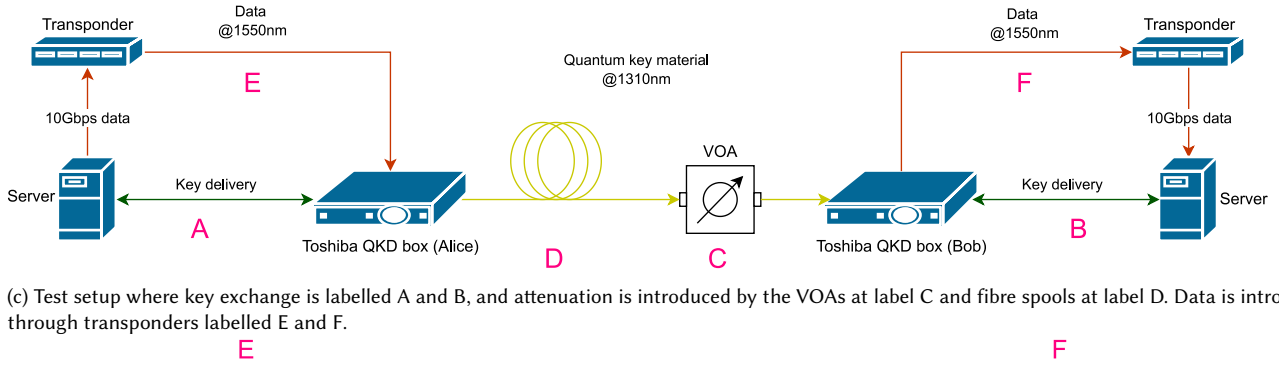 Transponder
Data
@1550nm
E
Quantum key material
@1310nm
Data
@1550nm
F
Transponder
10Gbps data
10Gbps data
VOA
Server
Key delivery
A
Toshiba QKD box (Alice)
D
C
Toshiba QKD box (Bob)
Key delivery
B
Server
(c) Test setup where key exchange is labelled A and B, and attenuation is introduced by the VOAs at label C and fibre spools at label D. Data is intro
through transponders labelled E and F.
E
F